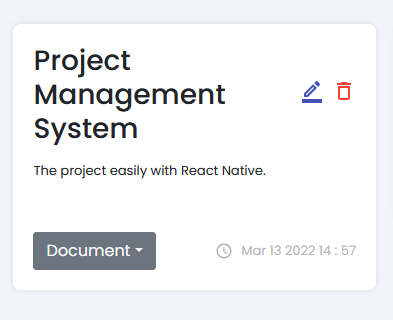 Project
Management
System
The project easily with React Native.
Document
Mar 13 2022 14 : 57